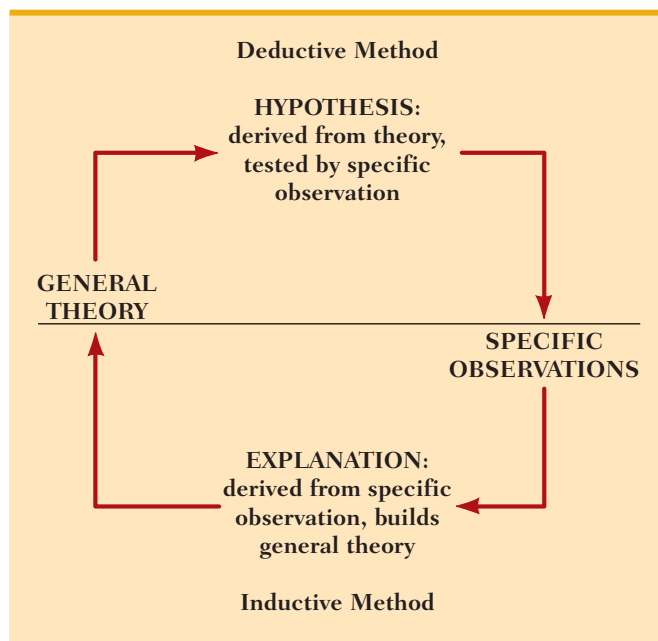 Deductive Method
HYPOTHESIS:
derived from theory,
tested by specific
observation
GENERAL
THEORY
SPECIFIC
OBSERVATIONS
EXPLANATION:
derived from specific
observation, builds
general theory
Inductive Method